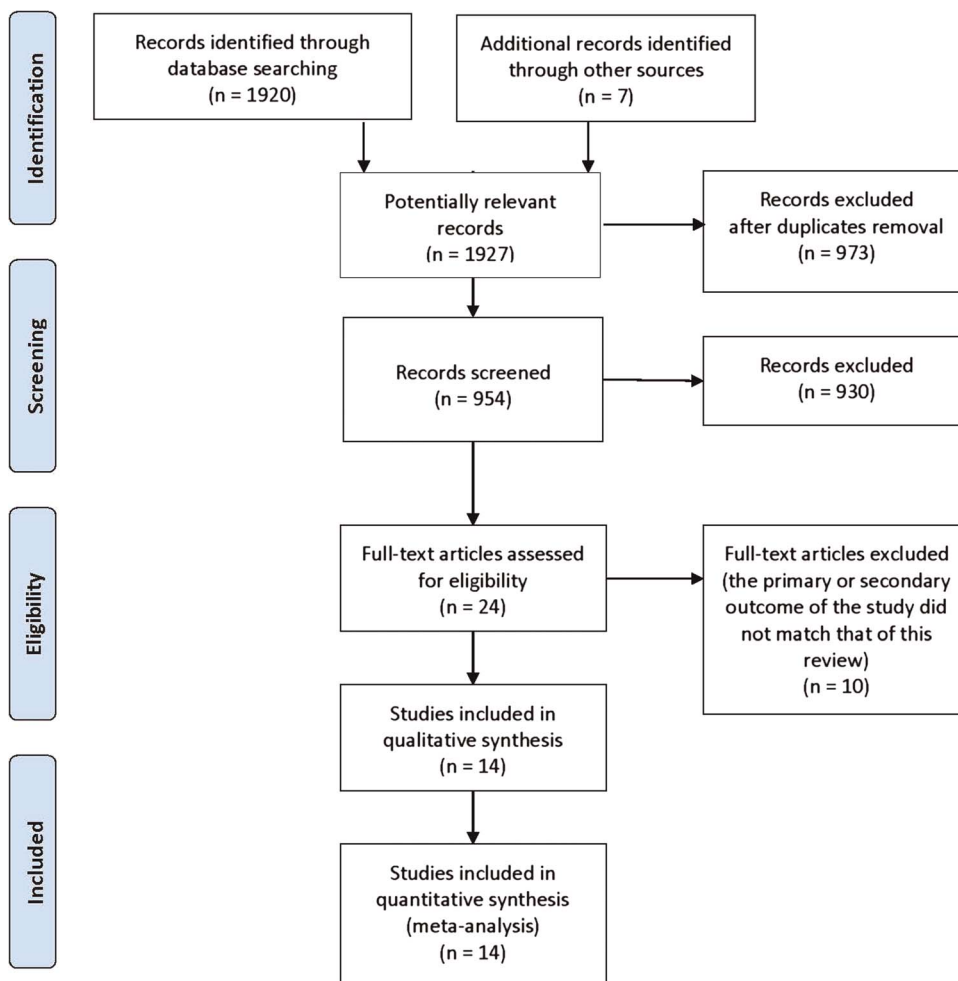 Identification
Records identified through
database searching
(n = 1920)
Additional records identified
through other sources
(n = 7)
Potentially relevant
records
(n = 1927)
Records excluded
after duplicates removal
(n = 973)
Screening
Records screened
(n = 954)
Records excluded
(n = 930)
Eligibility
Full-text articles assessed
for eligibility
(n = 24)
Full-text articles excluded
(the primary or secondary
outcome of the study did
not match that of this
review)
(n = 10)
Studies included in
qualitative synthesis
(n = 14)
Included
Studies included in
quantitative synthesis
(meta-analysis)
(n = 14)